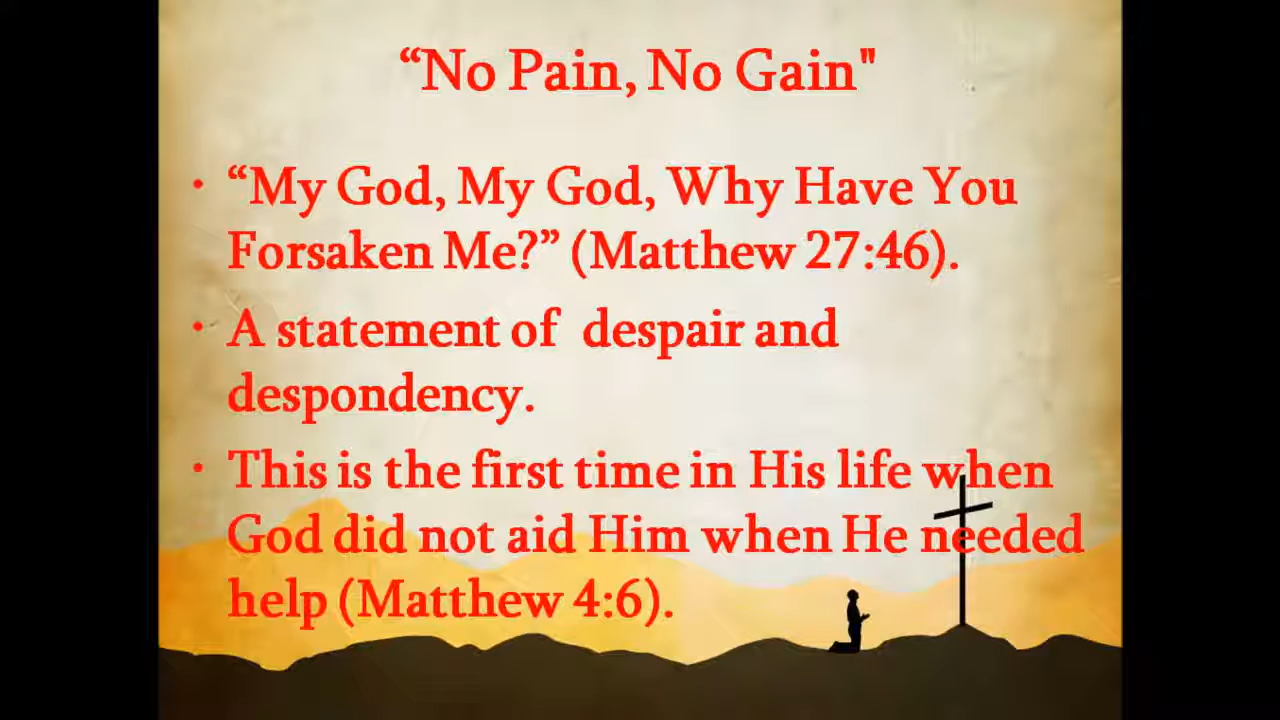 “No Pain, No Gain"
• “My God, My God, Why Have You
Forsaken Me?” (Matthew 27:46).
• A statement of  despair and
despondency.
• This is the first time in His life when
God did not aid Him when He needed
help (Matthew 4:6).